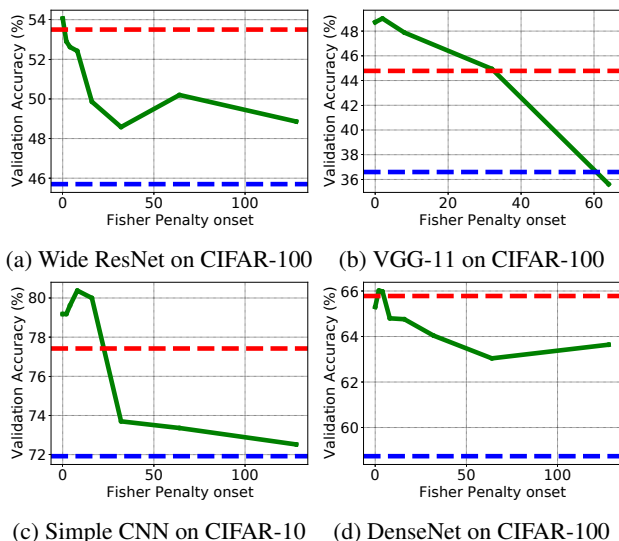 54
52
50
48
46
Validation Accuracy (%)
0 50 100
Fisher Penalty onset
48
46
44
42
40
38
36
Validation Accuracy (%)
0 20 40 60
Fisher Penalty onset
(a) Wide ResNet on CIFAR-100 (b) VGG-11 on CIFAR-100
80
78
76
74
72
Validation Accuracy (%)
0 50 100
Fisher Penalty onset
66
64
62
60
Validation Accuracy (%)
0 50 100
Fisher Penalty onset
(c) Simple CNN on CIFAR-10 (d) DenseNet on CIFAR-100